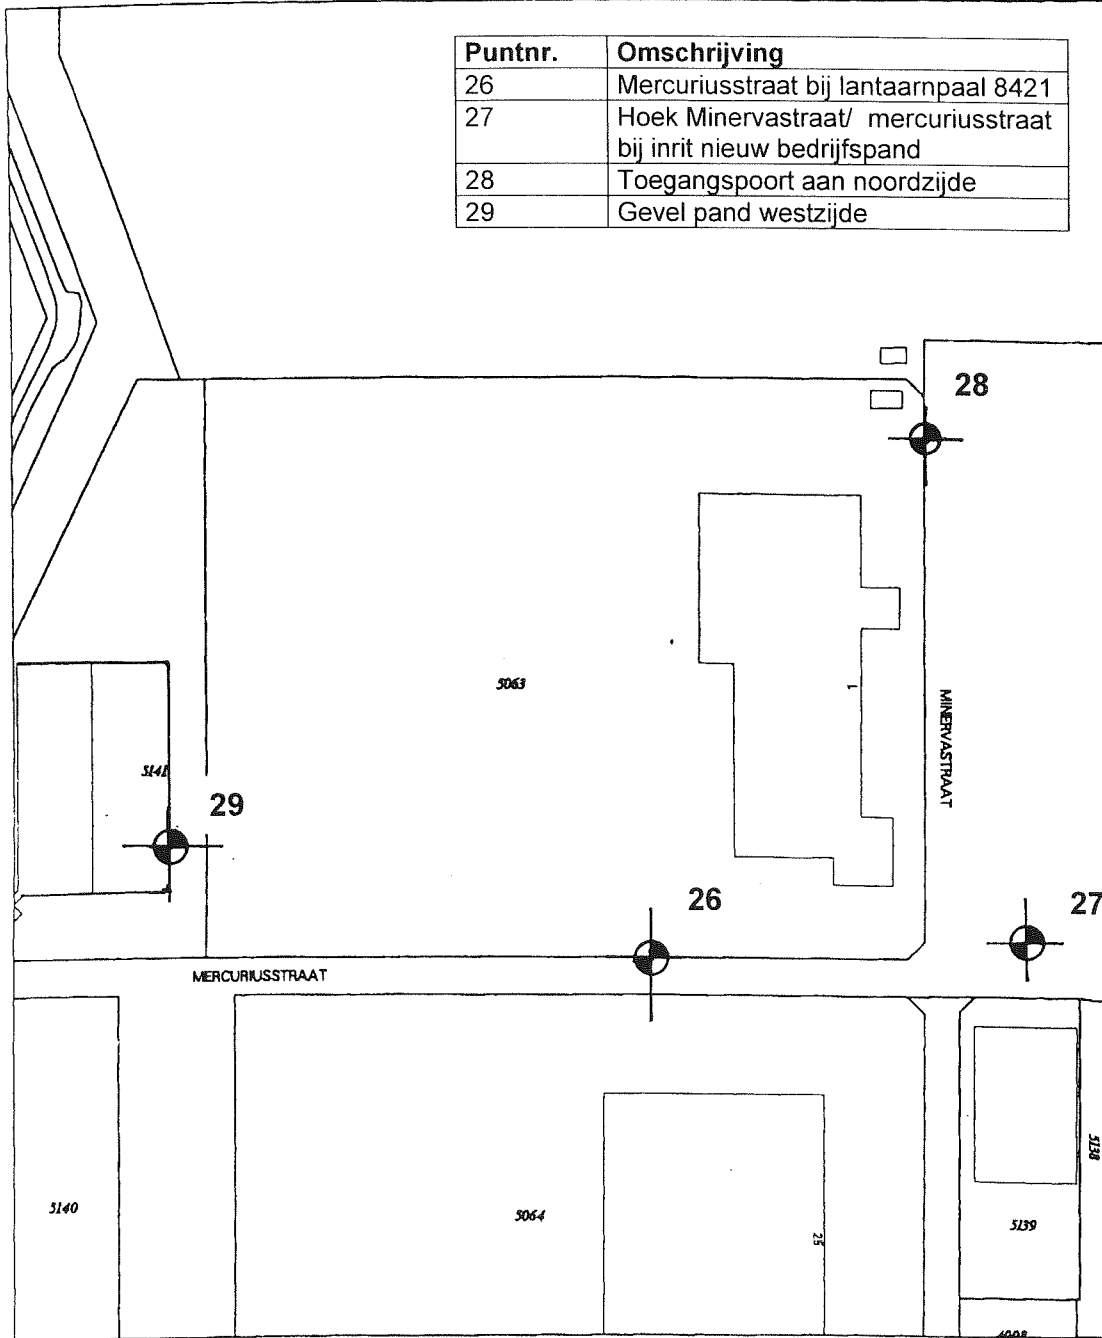 Puntnr. Omschrijving
26 Mercuriusstraat bij lantaarnpaal 8421
27 Hoek Minervastraat/ mercuriusstraat
bij inrit nieuw bedrijfspand
28 Toegangspoort aan noordzijde
29 Gevel pand westzijde
28
5063
1
MINERVASTRAAT
5141
29
26
27
MERCURIUSSTRAAT
5138
5140
5064
25
5139